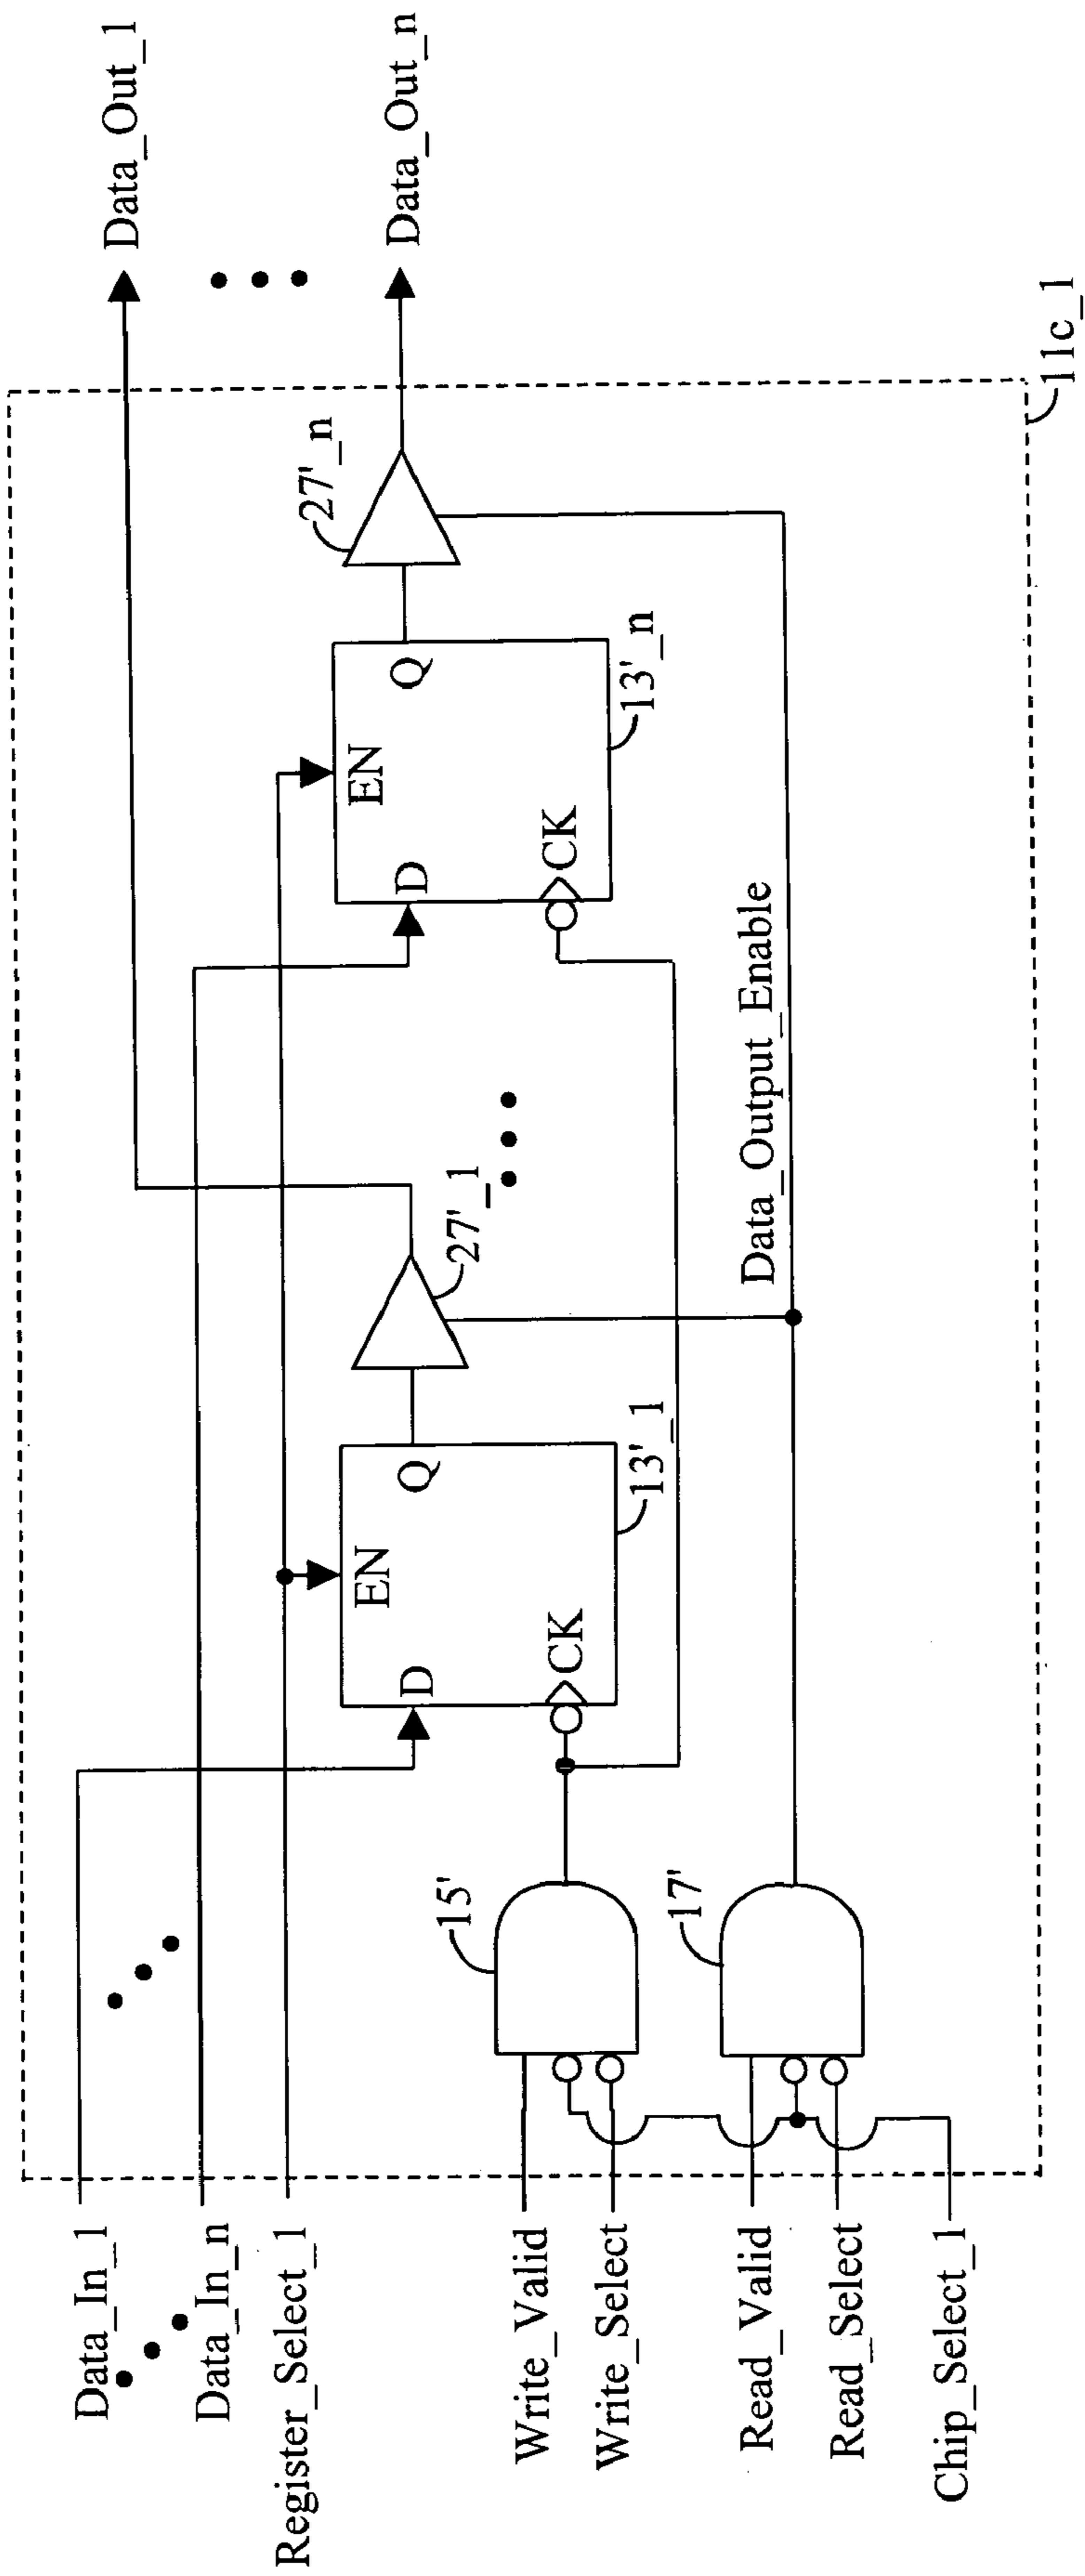 Data_In_1
Data_In_n
Register_Select_1
Write_Valid
Write_Select
Read_Valid
Read_Select
Chip_Select_1
15'
17'
D
EN
Q
CK
13'_1
27'_1
Data_Output_Enable
D
EN
Q
CK
13'_n
27'_n
11c_1
Data_Out_1
Data_Out_n